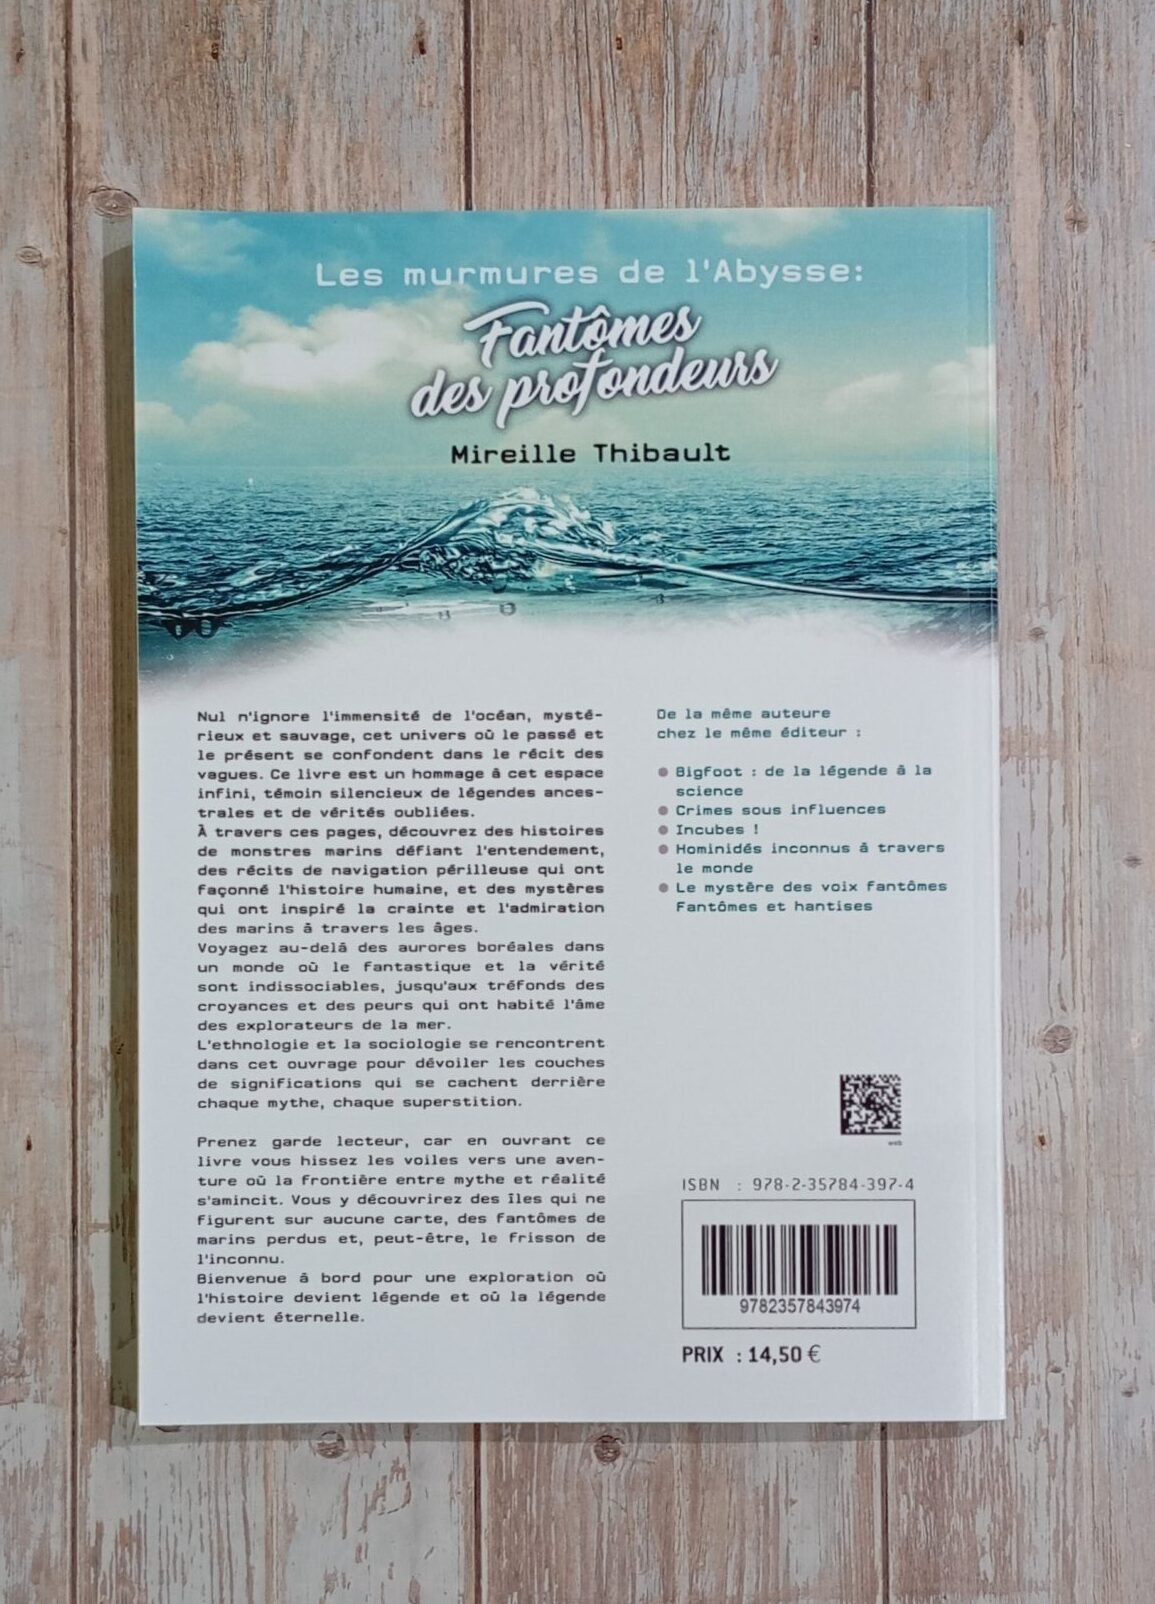 Les murmures de l'Abysse:
Fantômes
des profondeurs
Mireille Thibault
Nul n'ignore l'immensité de l'océan, mysté-
rieux et sauvage, cet univers où le passé et
le présent se confondent dans le récit des
vagues. Ce livre est un hommage à cet espace
infini, témoin silencieux de légendes ances-
trales et de vérités oubliées.
À travers ces pages, découvrez des histoires
de monstres marins défiant l'entendement,
des récits de navigation périlleuse qui ont
façonné l'histoire humaine, et des mystères
qui ont inspiré la crainte et l'admiration
des marins à travers les âges.
Voyagez au-delà des aurores boréales dans
un monde où le fantastique et la vérité
sont indissociables, jusqu'aux tréfonds des
croyances et des peurs qui ont habité l'âme
des explorateurs de la mer.
L'ethnologie et la sociologie se rencontrent
dans cet ouvrage pour dévoiler les couches
de significations qui se cachent derrière
chaque mythe, chaque superstition.
Prenez garde lecteur, car en ouvrant ce
livre vous hissez les voiles vers une aven-
ture où la frontière entre mythe et réalité
s'amincit. Vous y découvrirez des îles qui ne
figurent sur aucune carte, des fantômes de
marins perdus et, peut-être, le frisson de
l'inconnu.
Bienvenue à bord pour une exploration où
l'histoire devient légende et où la légende
devient éternelle.
De la même auteure
chez le même éditeur :
● Bigfoot : de la légende à la
science
● Crimes sous influences
● Incubes !
● Hominidés inconnus à travers
le monde
● Le mystère des voix fantômes
Fantômes et hantises
web
ISBN : 978-2-35784-397-4
9782357843974
PRIX : 14,50 €